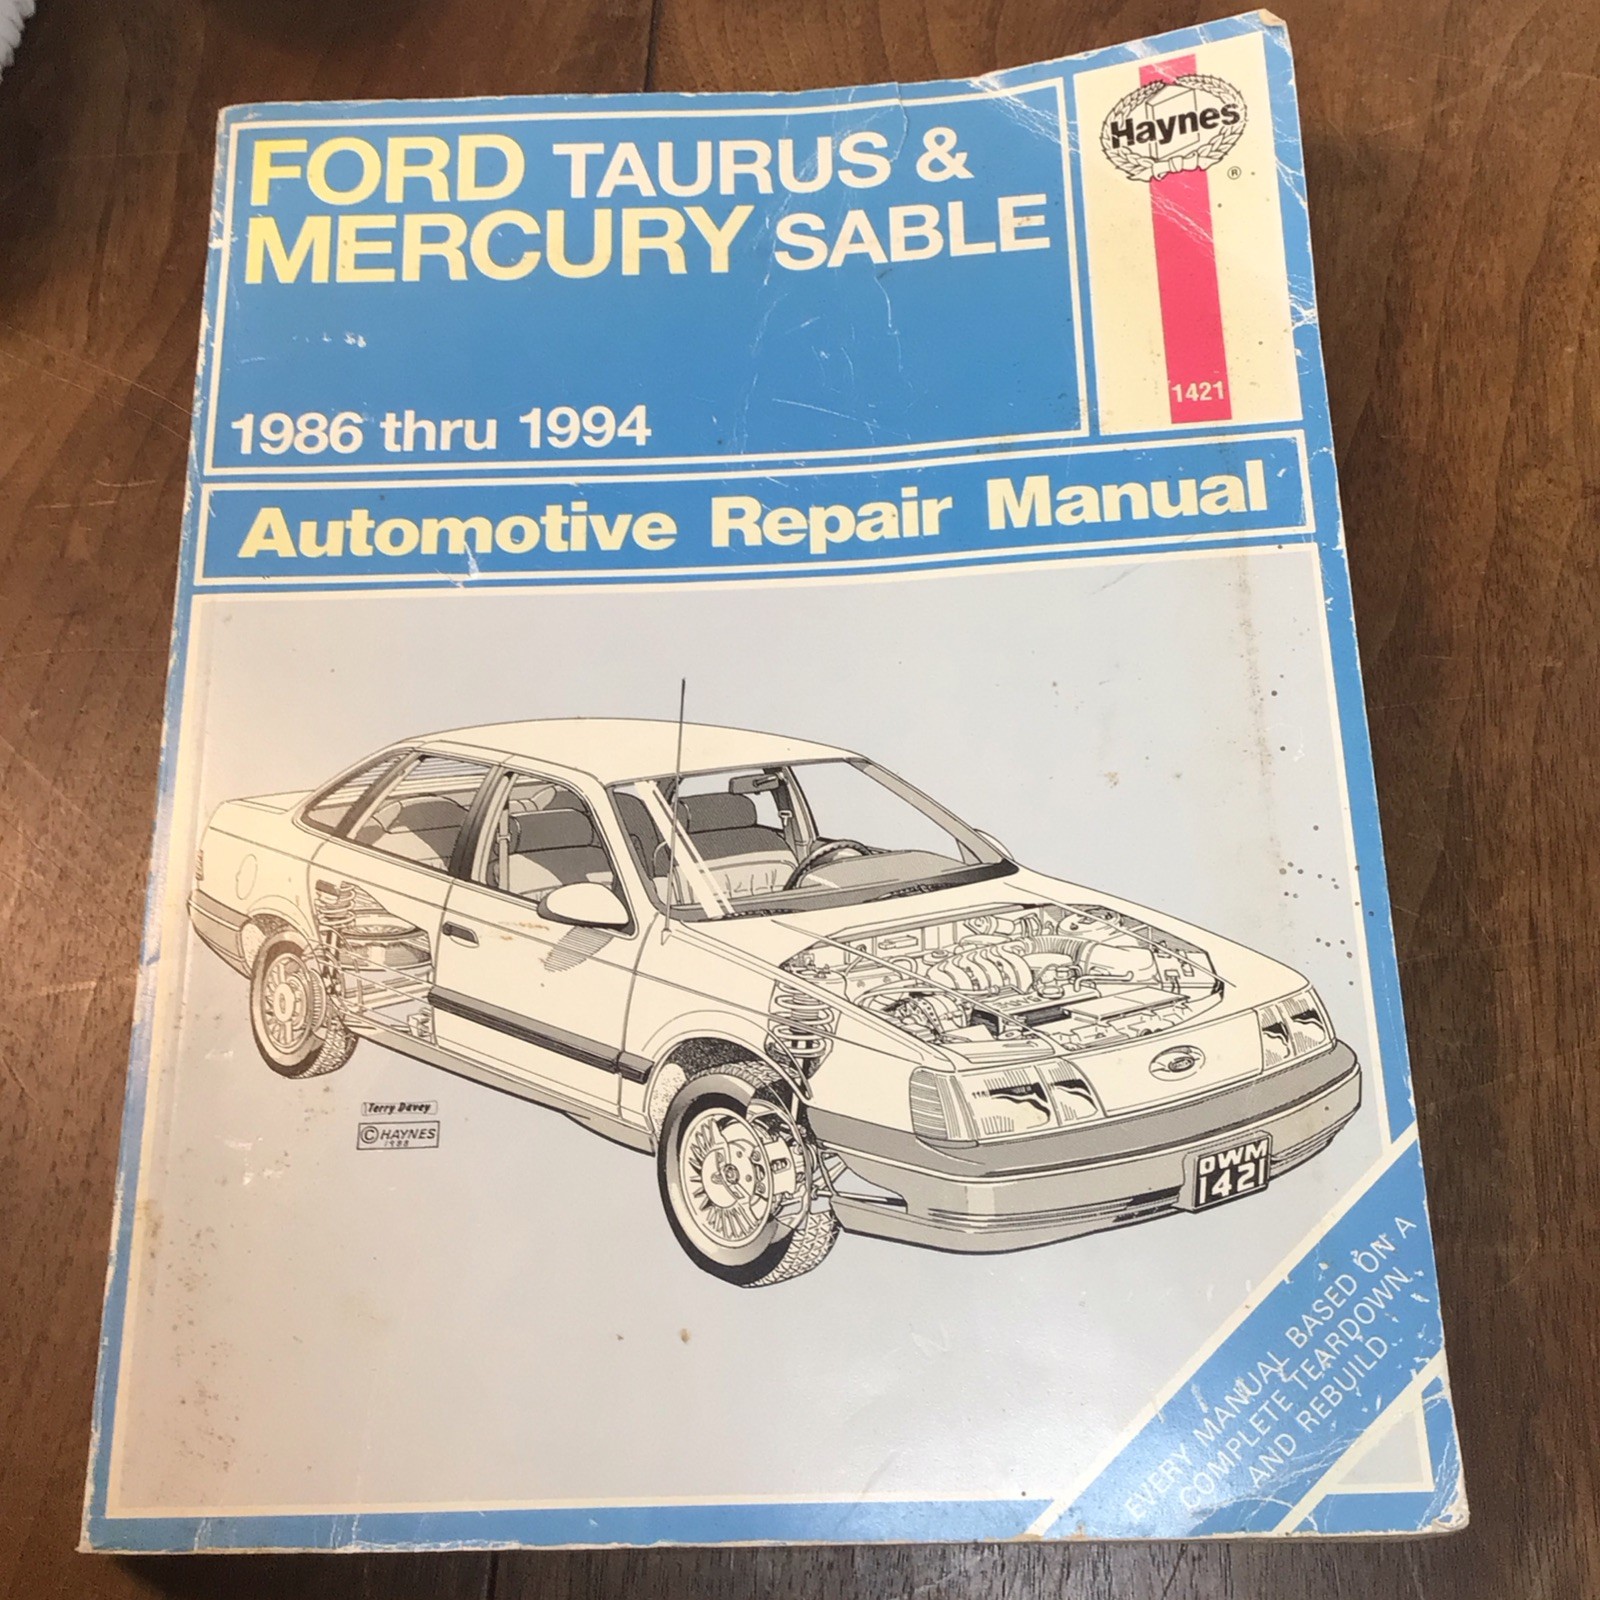 FORD TAURUS &
MERCURY SABLE
1986 thru 1994
Haynes
®
1421
Automotive Repair Manual
Terry Davey
© HAYNES
1988
DWM
1421
EVERY MANUAL BASED ON A
COMPLETE TEARDOWN
AND REBUILD